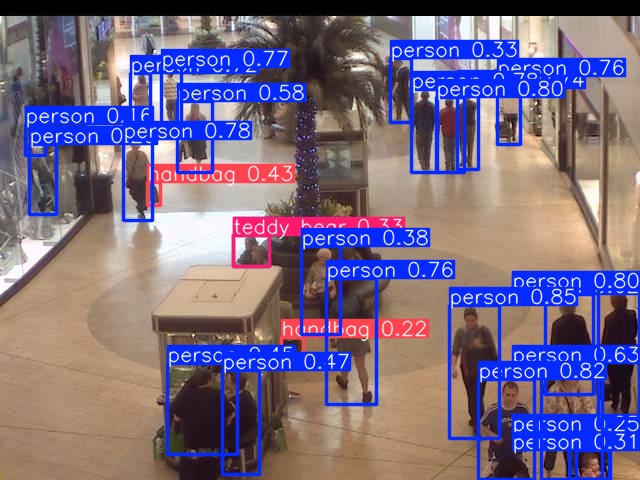 person 0.33
person 0.77
person 0.76
person 0.80
person 0.58
person 0.16
person 0.78
handbag 0.43
teddy bear 0.33
person 0.38
person 0.76
person 0.80
person 0.85
handbag 0.22
person 0.45
person 0.47
person 0.63
person 0.82
person 0.25
person 0.31